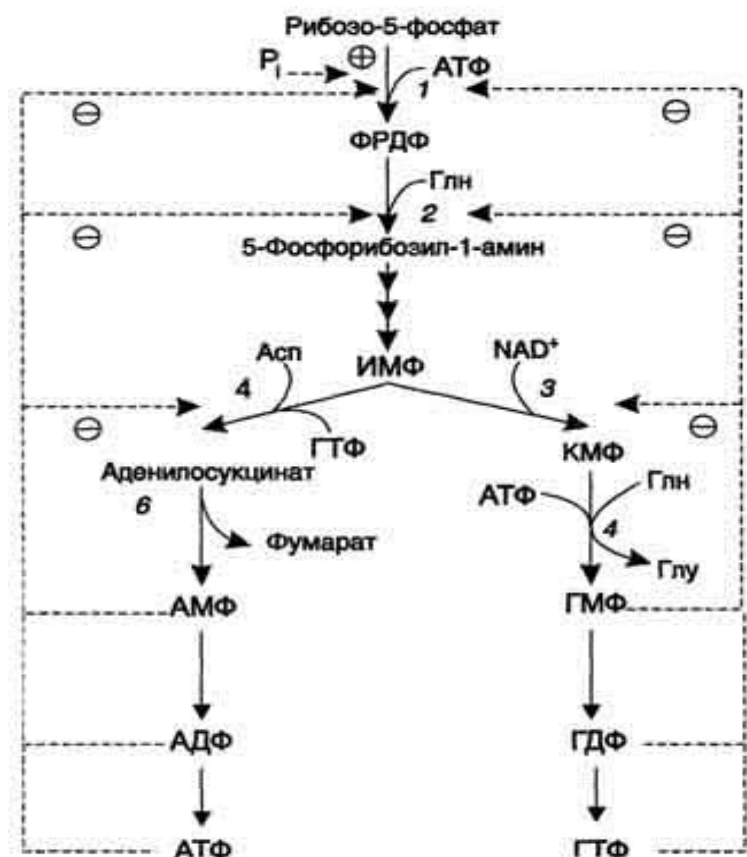 Рибозо-5-фосфат
⊕
Pi
АТФ
1
⊖ ⊖
ФРДФ
Глн
2
⊖ ⊖
5-Фосфорибозил-1-амин
Асп ИМФ NAD+
4 3
⊖ ГТФ КМФ ⊖
Аденилосукцинат АТФ Глн
6 4
Фумарат Глу
АМФ ГМФ
АДФ ГДФ
АТФ ГТФ